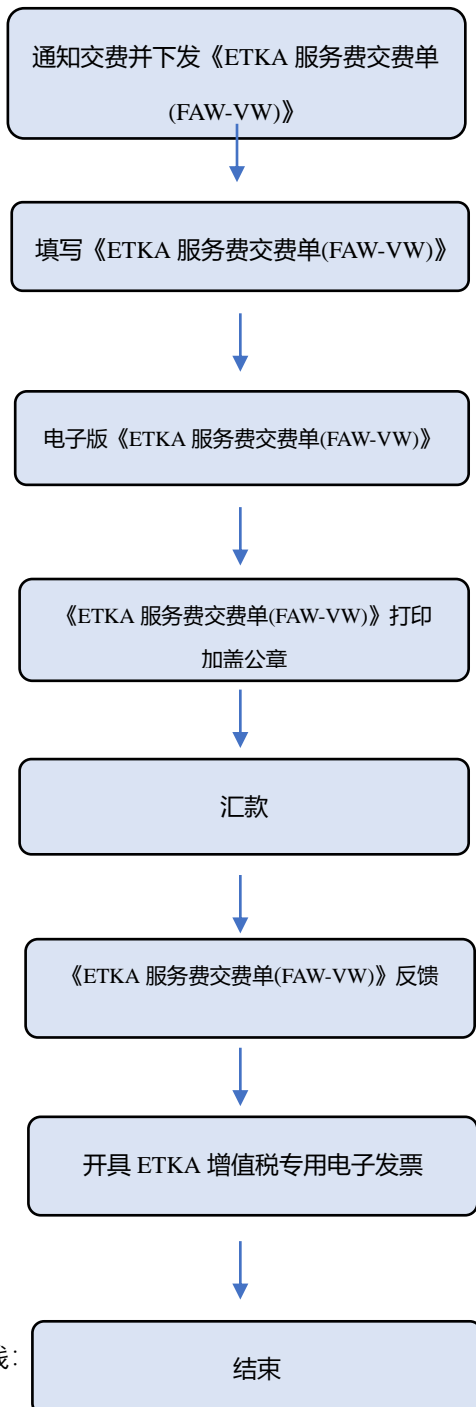 通知交费并下发《ETKA 服务费交费单
(FAW-VW)》
填写《ETKA 服务费交费单(FAW-VW)》
电子版《ETKA 服务费交费单(FAW-VW)》
《ETKA 服务费交费单(FAW-VW)》打印
加盖公章
汇款
《ETKA 服务费交费单(FAW-VW)》反馈
开具 ETKA 增值税专用电子发票
结束